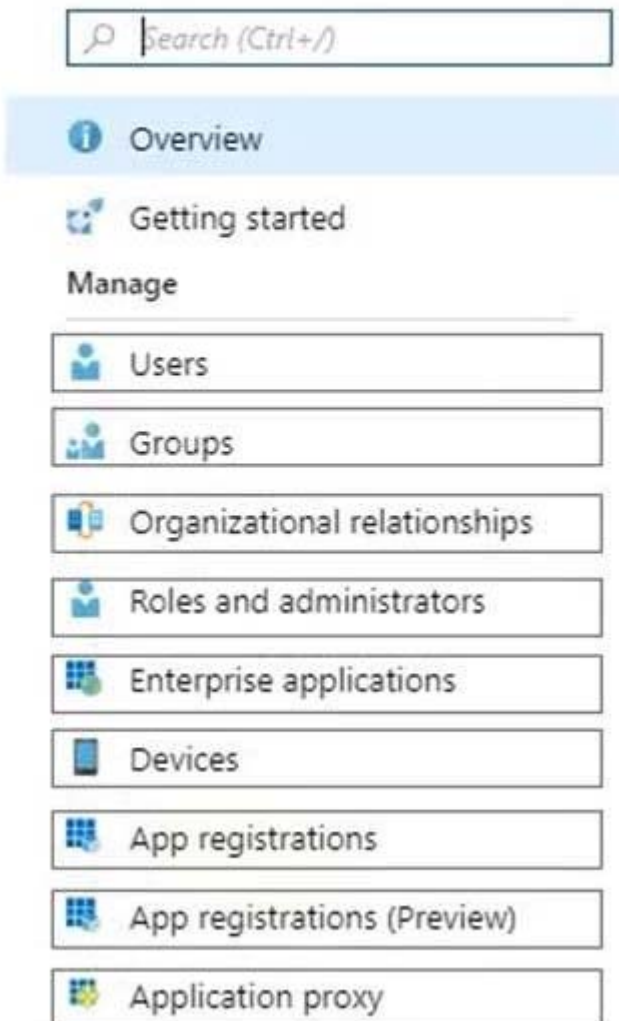 Search (Ctrl+/)
Overview
Getting started
Manage
Users
Groups
Organizational relationships
Roles and administrators
Enterprise applications
Devices
App registrations
App registrations (Preview)
Application proxy